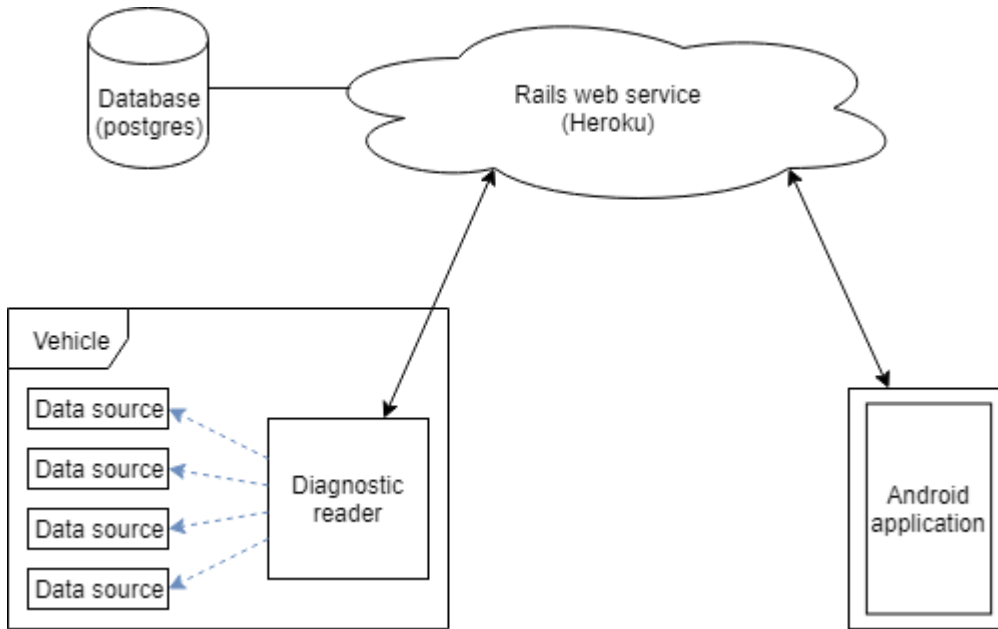 Database
(postgres)
Rails web service
(Heroku)
Vehicle
Data source
Data source
Data source
Data source
Diagnostic
reader
Android
application